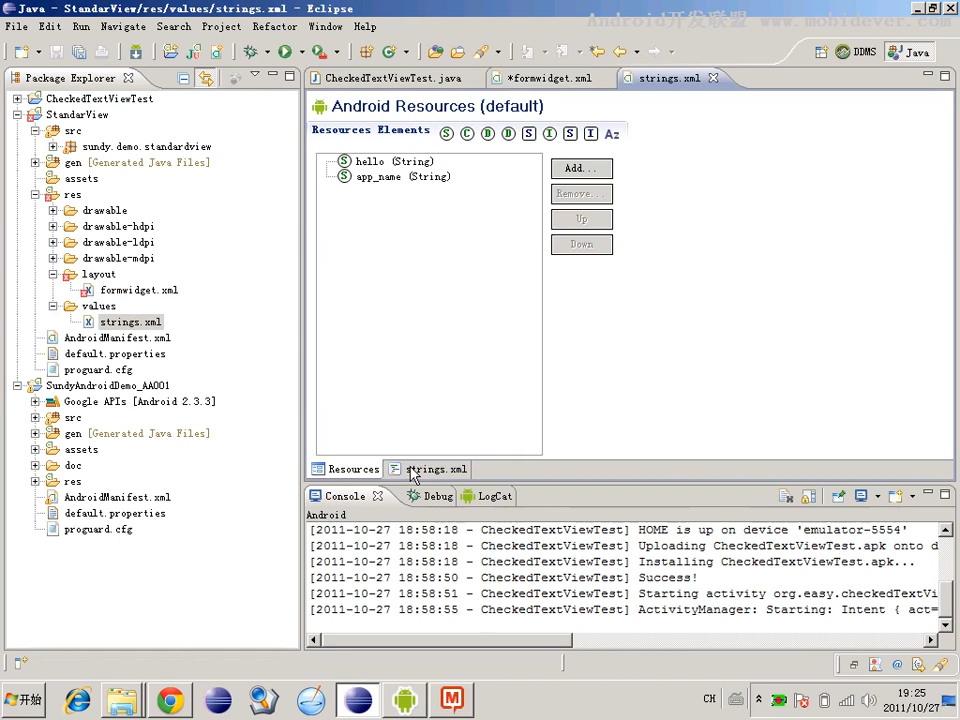 Java - StandarView/res/values/strings.xml - Eclipse
Android开发联盟 www.mobidever.com
File Edit Run Navigate Search Project Refactor Window Help
DDMS Java
Package Explorer
CheckedTextViewTest.java *formwidget.xml strings.xml
CheckedTextViewTest
StandarView
src
sundy.demo.standardview
gen [Generated Java Files]
assets
res
drawable
drawable-hdpi
drawable-ldpi
drawable-mdpi
layout
formwidget.xml
values
strings.xml
AndroidManifest.xml
default.properties
proguard.cfg
SundyAndroidDemo_AA001
Google APIs [Android 2.3.3]
src
gen [Generated Java Files]
assets
doc
res
AndroidManifest.xml
default.properties
proguard.cfg
Android Resources (default)
Resources Elements S C D D S I S I Az
S hello (String)
S app_name (String)
Add...
Remove...
Up
Down
Resources strings.xml
Console Debug LogCat
Android
[2011-10-27 18:58:18 - CheckedTextViewTest] HOME is up on device 'emulator-5554'
[2011-10-27 18:58:18 - CheckedTextViewTest] Uploading CheckedTextViewTest.apk onto d
[2011-10-27 18:58:18 - CheckedTextViewTest] Installing CheckedTextViewTest.apk...
[2011-10-27 18:58:50 - CheckedTextViewTest] Success!
[2011-10-27 18:58:51 - CheckedTextViewTest] Starting activity org.easy.checkedTextVi
[2011-10-27 18:58:55 - CheckedTextViewTest] ActivityManager: Starting: Intent { act=
开始
CH
19:25
2011/10/27